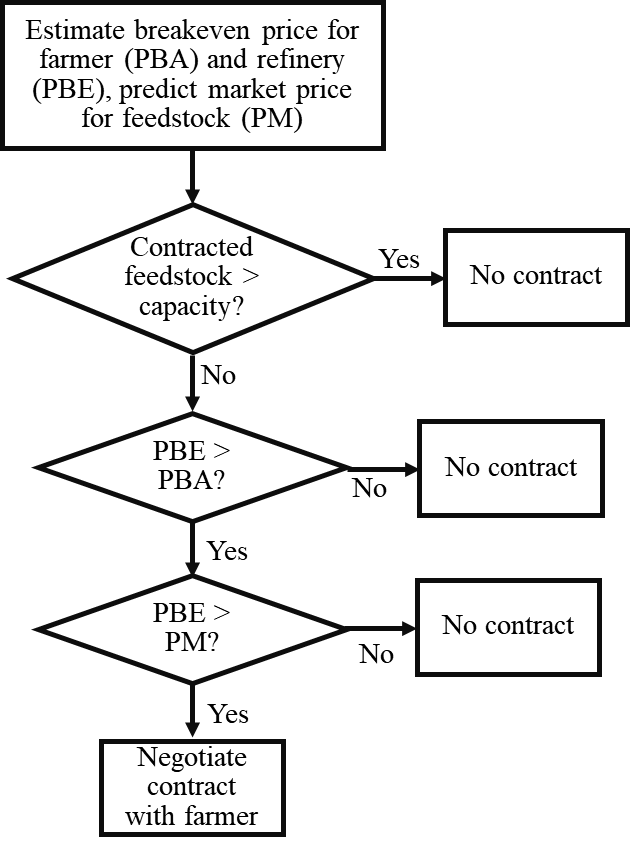 Estimate breakeven price for
farmer (PBA) and refinery
(PBE), predict market price
for feedstock (PM)
Contracted
feedstock >
capacity?
Yes
No contract
No
PBE >
PBA?
No
No contract
Yes
PBE >
PM?
No
No contract
Yes
Negotiate
contract
with farmer